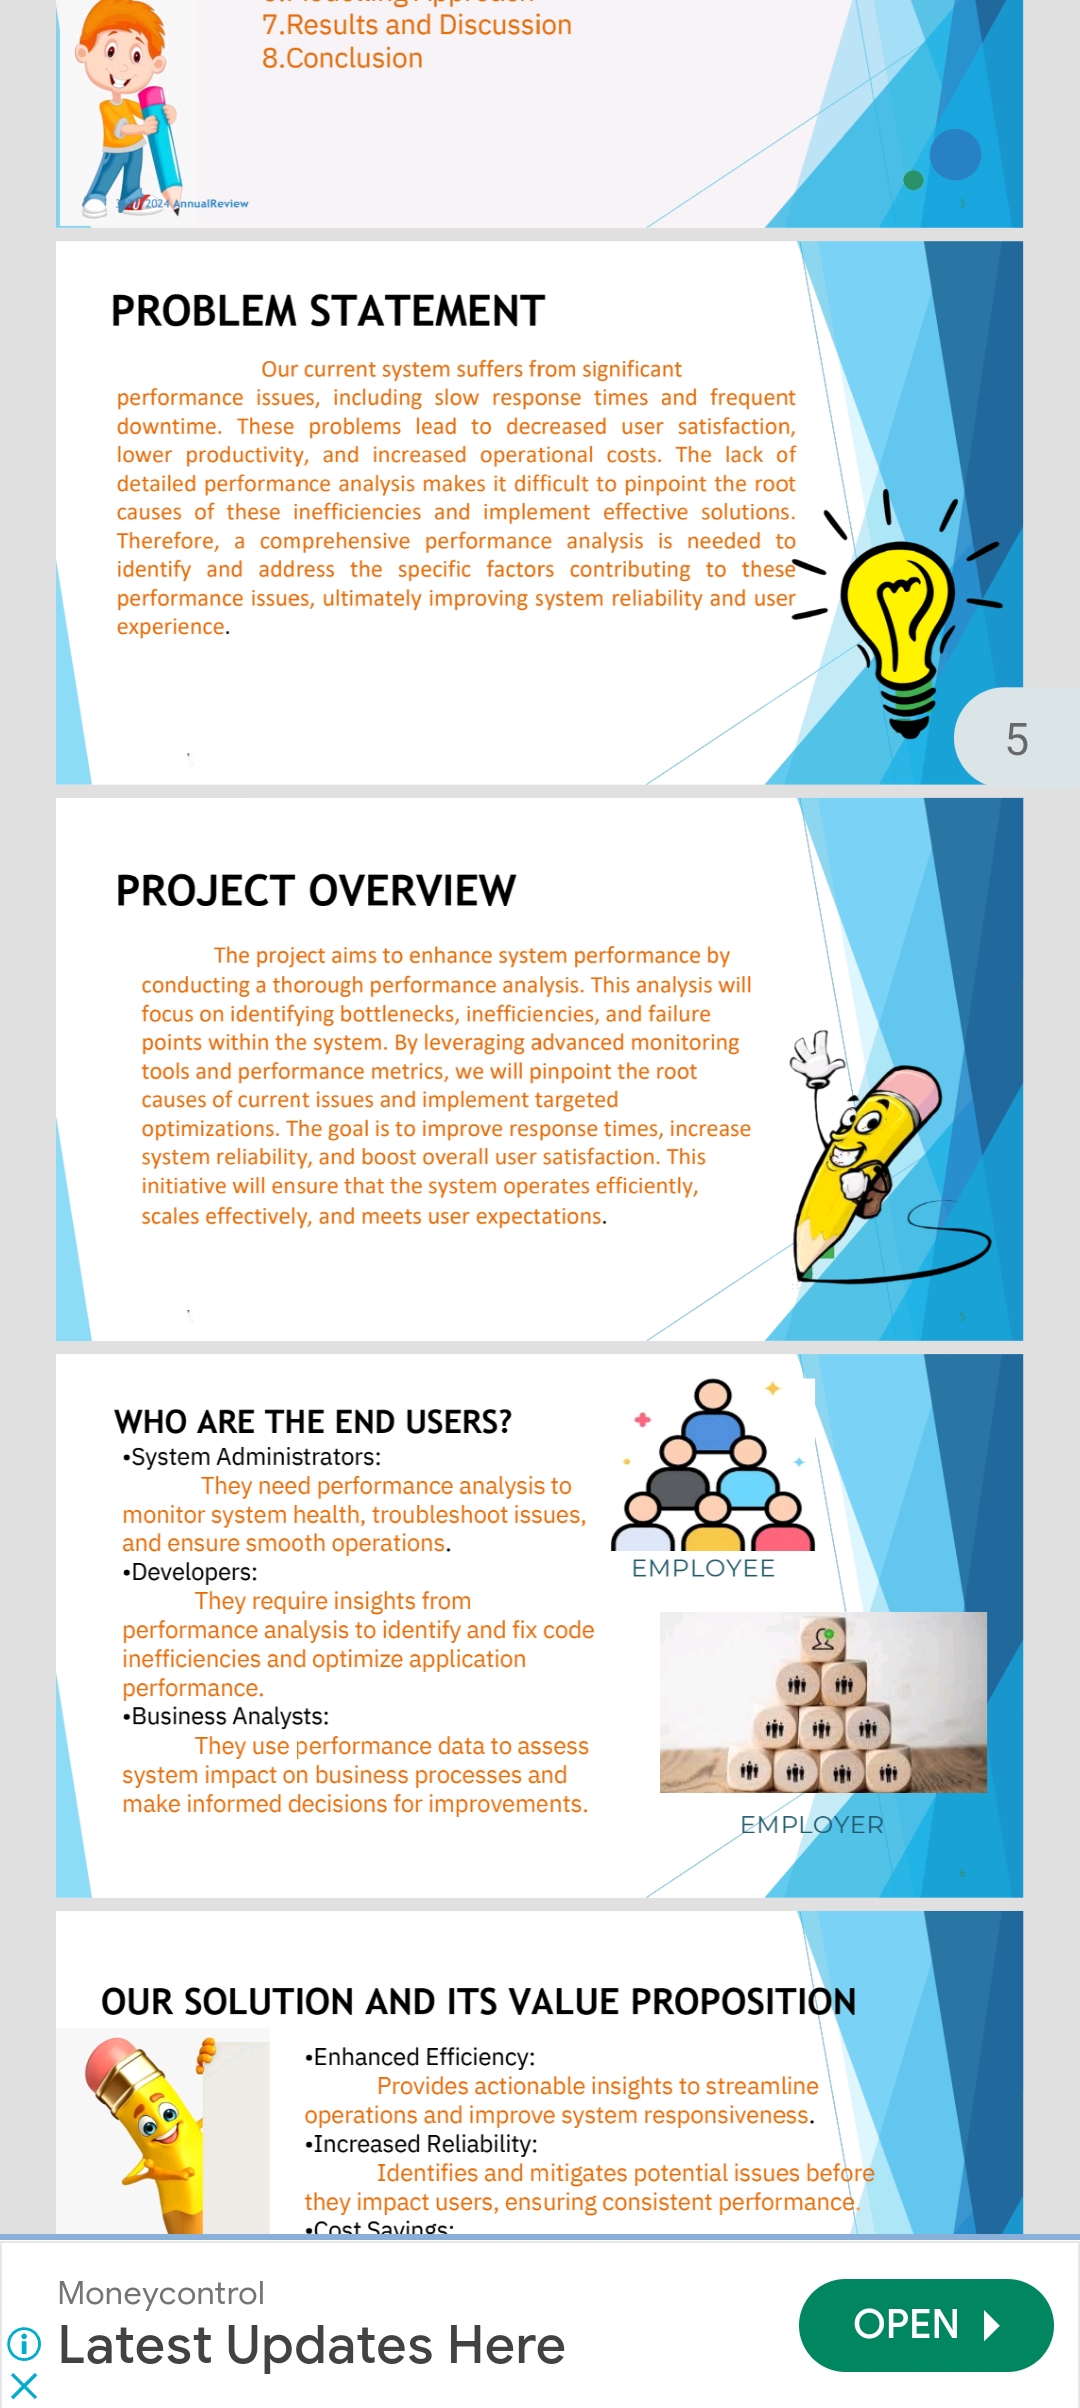 7.Results and Discussion
8.Conclusion
2024 AnnualReview
3
PROBLEM STATEMENT
Our current system suffers from significant
performance issues, including slow response times and frequent
downtime. These problems lead to decreased user satisfaction,
lower productivity, and increased operational costs. The lack of
detailed performance analysis makes it difficult to pinpoint the root
causes of these inefficiencies and implement effective solutions.
Therefore, a comprehensive performance analysis is needed to
identify and address the specific factors contributing to these
performance issues, ultimately improving system reliability and user
experience.
5
PROJECT OVERVIEW
The project aims to enhance system performance by
conducting a thorough performance analysis. This analysis will
focus on identifying bottlenecks, inefficiencies, and failure
points within the system. By leveraging advanced monitoring
tools and performance metrics, we will pinpoint the root
causes of current issues and implement targeted
optimizations. The goal is to improve response times, increase
system reliability, and boost overall user satisfaction. This
initiative will ensure that the system operates efficiently,
scales effectively, and meets user expectations.
5
WHO ARE THE END USERS?
•System Administrators:
They need performance analysis to
monitor system health, troubleshoot issues,
and ensure smooth operations.
•Developers:
They require insights from
performance analysis to identify and fix code
inefficiencies and optimize application
performance.
•Business Analysts:
They use performance data to assess
system impact on business processes and
make informed decisions for improvements.
EMPLOYEE
EMPLOYER
6
OUR SOLUTION AND ITS VALUE PROPOSITION
•Enhanced Efficiency:
Provides actionable insights to streamline
operations and improve system responsiveness.
•Increased Reliability:
Identifies and mitigates potential issues before
they impact users, ensuring consistent performance.
•Cost Savings:
Moneycontrol
Latest Updates Here
OPEN